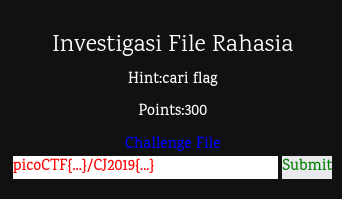 Investigasi File Rahasia
Hint:cari flag
Points:300
Challenge File
picoCTF{...}/CJ2019{...} Submit